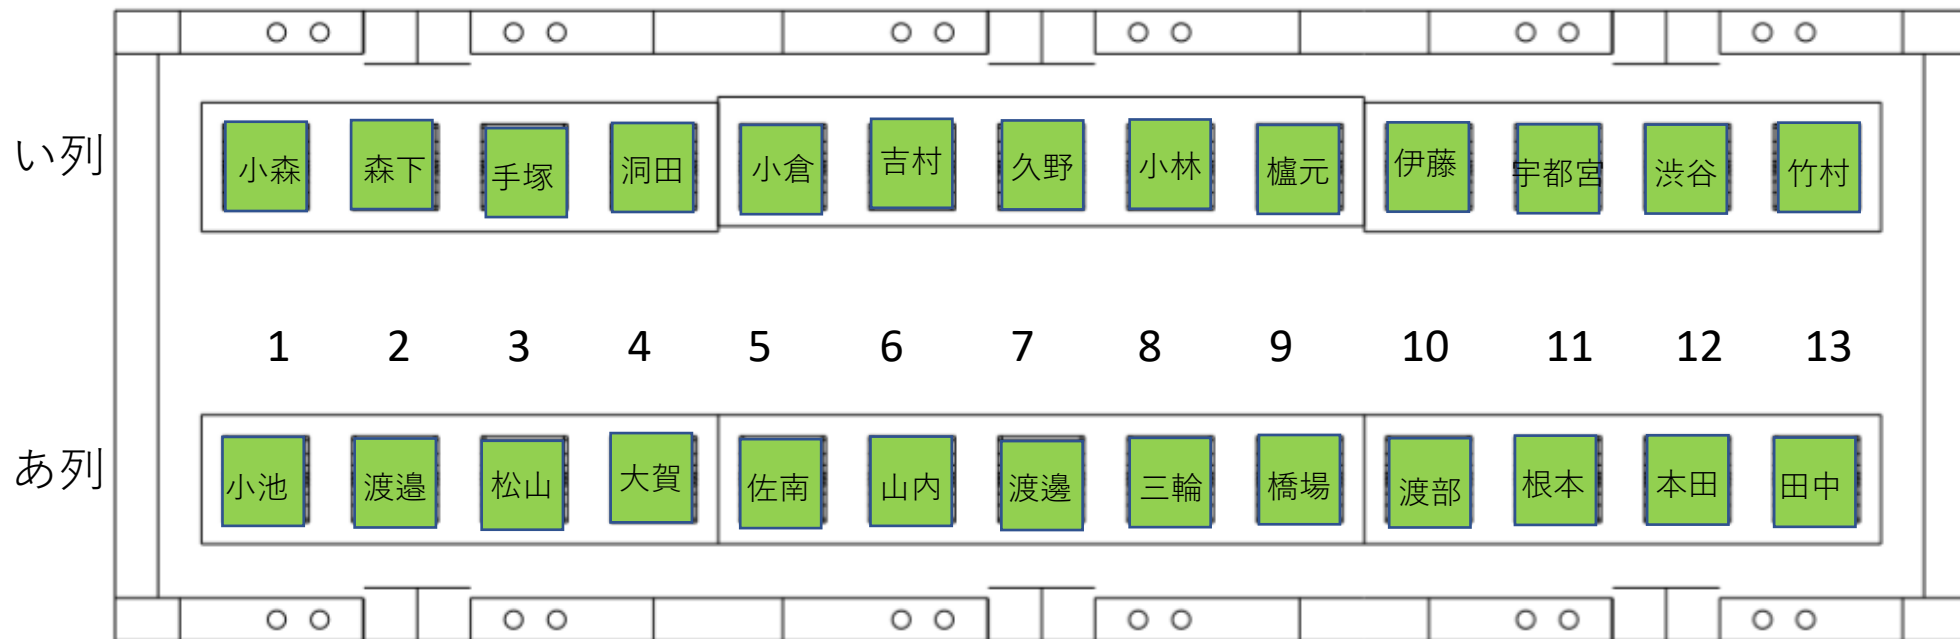 い列 小森 森下 手塚 洞田 小倉 吉村 久野 小林 櫨元 伊藤 宇都宮 渋谷 竹村
1 2 3 4 5 6 7 8 9 10 11 12 13
あ列 小池 渡邉 松山 大賀 佐南 山内 渡邊 三輪 橋場 渡部 根本 本田 田中